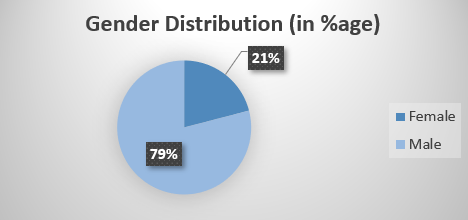 Gender Distribution (in %age)
21%
79%
Female
Male